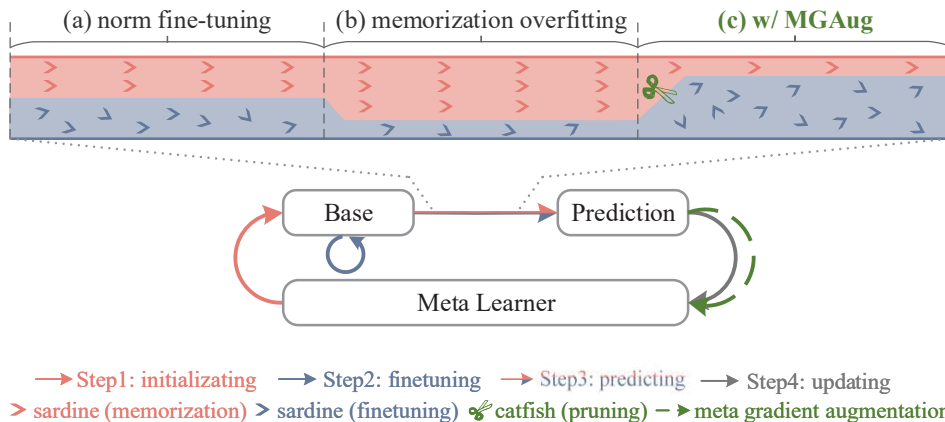 (a) norm fine-tuning (b) memorization overfitting (c) w/ MGAug
Base Prediction
Meta Learner
Step1: initializating Step2: finetuning Step3: predicting Step4: updating
sardine (memorization) sardine (finetuning) catfish (pruning) meta gradient augmentation